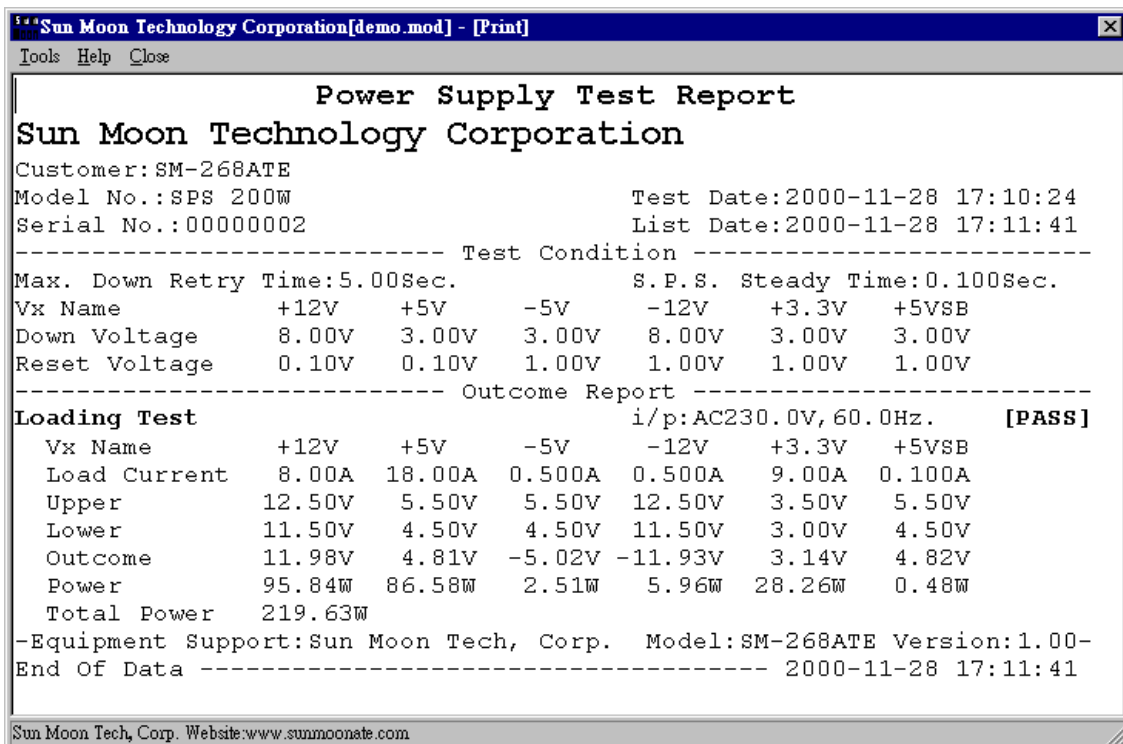 Sun Moon Technology Corporation[demo.mod] - [Print]
Tools Help Close
Power Supply Test Report
Sun Moon Technology Corporation
Customer:SM-268ATE
Model No.:SPS 200W Test Date:2000-11-28 17:10:24
Serial No.:00000002 List Date:2000-11-28 17:11:41
---------------------------- Test Condition --------------------------
Max. Down Retry Time:5.00Sec. S.P.S. Steady Time:0.100Sec.
Vx Name +12V +5V -5V -12V +3.3V +5VSB
Down Voltage 8.00V 3.00V 3.00V 8.00V 3.00V 3.00V
Reset Voltage 0.10V 0.10V 1.00V 1.00V 1.00V 1.00V
---------------------------- Outcome Report --------------------------
Loading Test i/p:AC230.0V,60.0Hz. [PASS]
Vx Name +12V +5V -5V -12V +3.3V +5VSB
Load Current 8.00A 18.00A 0.500A 0.500A 9.00A 0.100A
Upper 12.50V 5.50V 5.50V 12.50V 3.50V 5.50V
Lower 11.50V 4.50V 4.50V 11.50V 3.00V 4.50V
Outcome 11.98V 4.81V -5.02V -11.93V 3.14V 4.82V
Power 95.84W 86.58W 2.51W 5.96W 28.26W 0.48W
Total Power 219.63W
-Equipment Support:Sun Moon Tech, Corp. Model:SM-268ATE Version:1.00-
End Of Data ------------------------------------- 2000-11-28 17:11:41
Sun Moon Tech, Corp. Website:www.sunmoonate.com